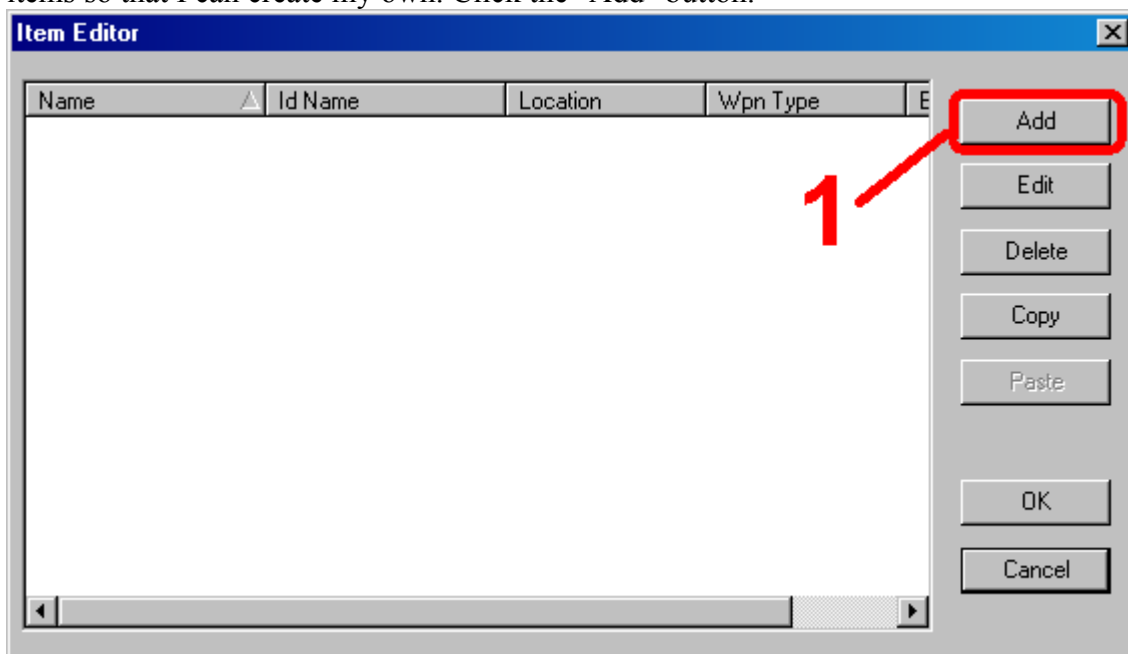 items so that I can create my own. Click the "Add" button.
Item Editor
Name Id Name Location Wpn Type E
Add
1
Edit
Delete
Copy
Paste
OK
Cancel